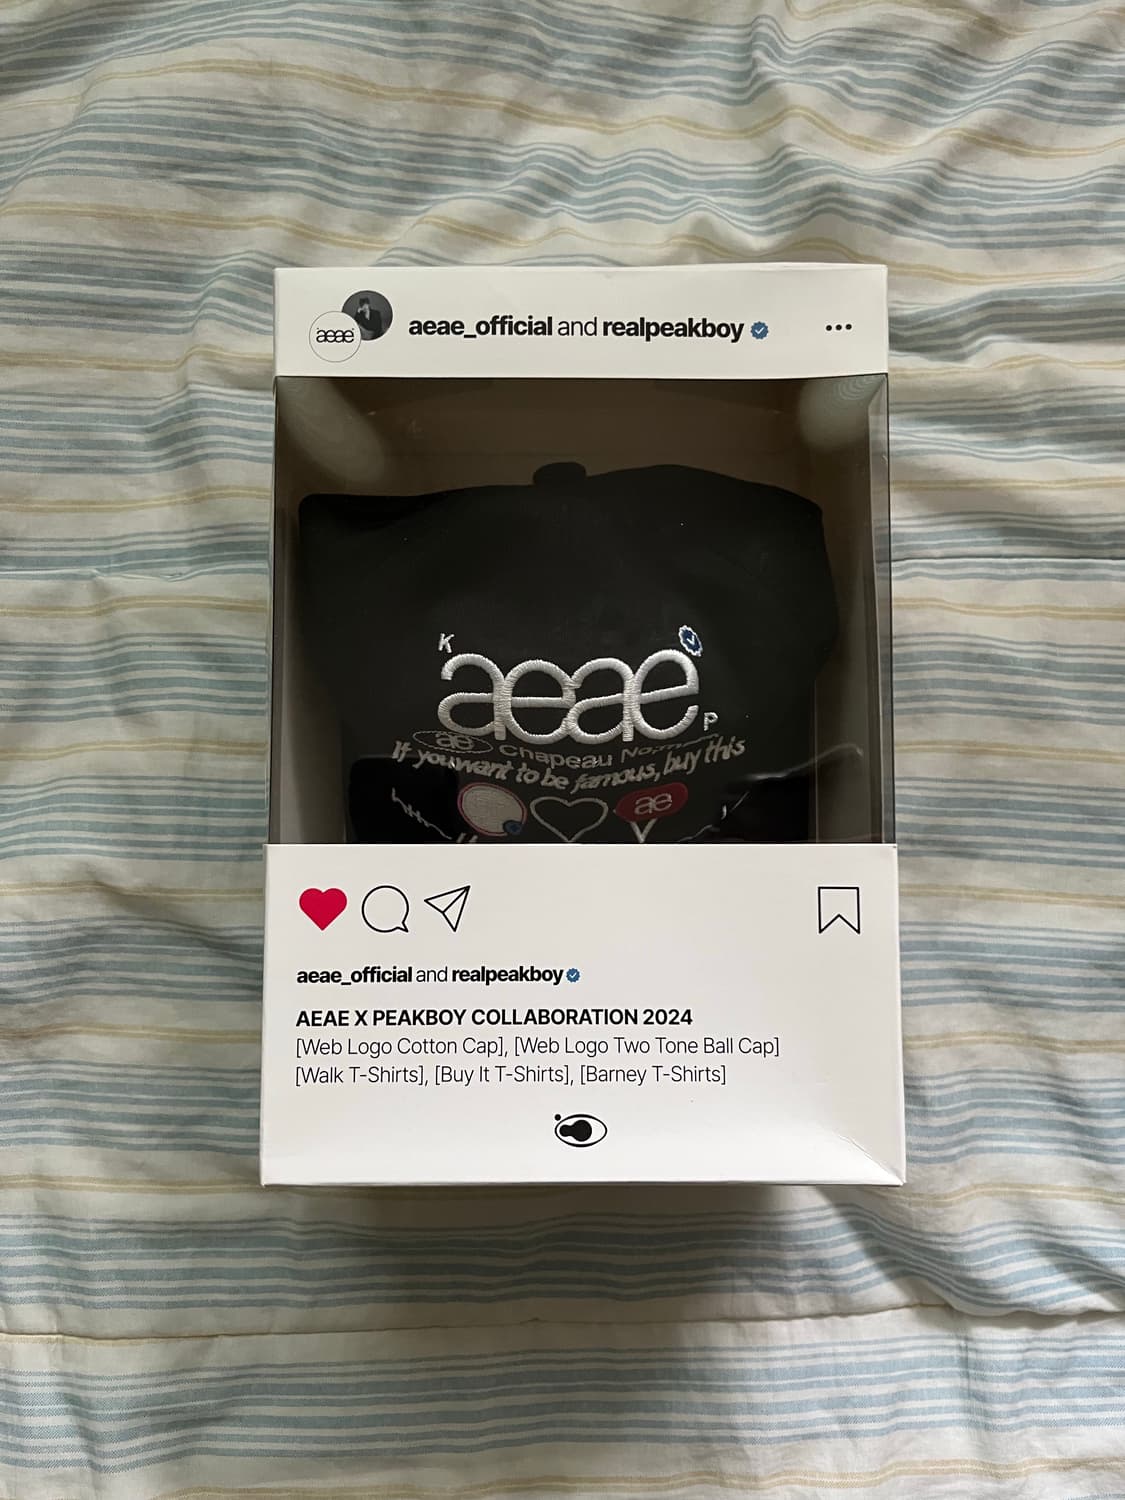 aeae
aeae_official and realpeakboy
K
aeae
P
ae Chapeau
If you want to be famous, buy this
ae
aeae_official and realpeakboy
AEAE X PEAKBOY COLLABORATION 2024
[Web Logo Cotton Cap], [Web Logo Two Tone Ball Cap]
[Walk T-Shirts], [Buy It T-Shirts], [Barney T-Shirts]